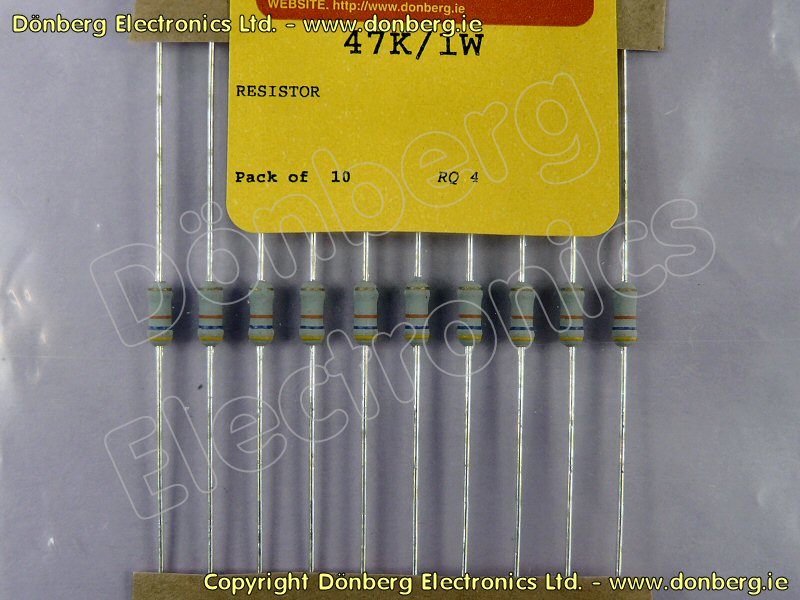 Dönberg Electronics Ltd. - www.donberg.ie
WEBSITE. http://www.donberg.ie
47K/1W
RESISTOR
Pack of 10 RQ 4
Dönberg
Electronics
Copyright Dönberg Electronics Ltd. - www.donberg.ie